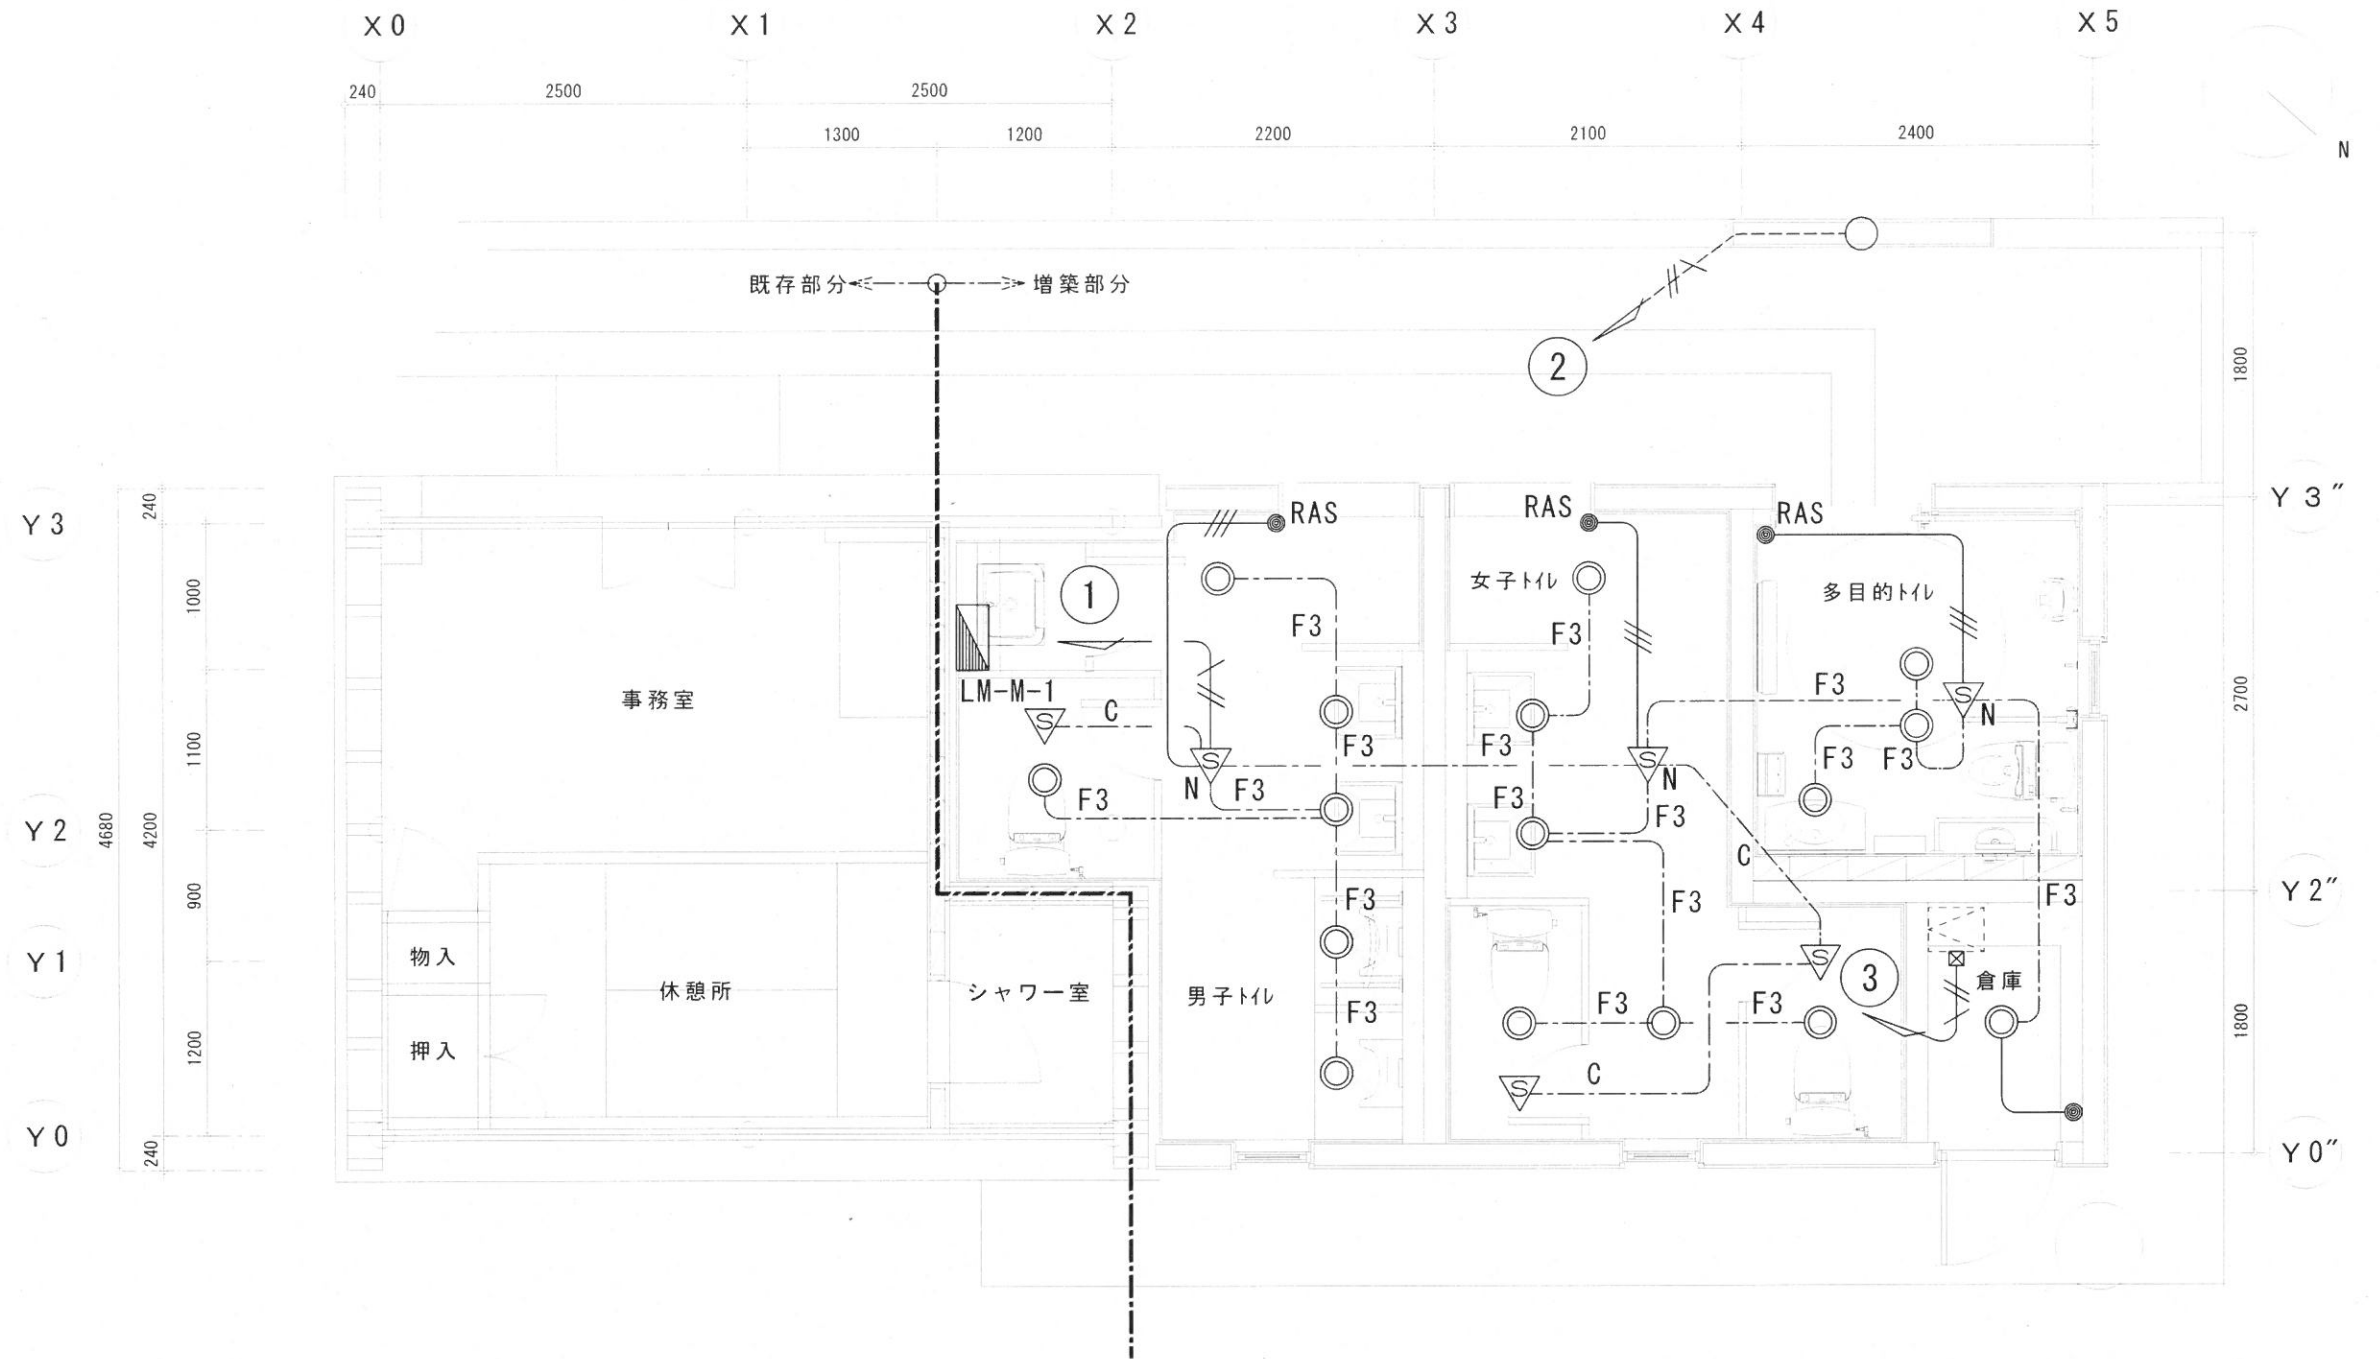 X0 X1 X2 X3 X4 X5
240 2500 2500
1300 1200 2200 2100 2400
N
既存部分 増築部分
2
1800
Y3 240 RAS RAS RAS Y3″
1000 1 女子トイレ 多目的トイレ
F3 F3
事務室 LM-M-1 F3 2700
C F3 F3 N
1100 N F3 F3 N F3 F3
Y2 4680 4200 F3 F3 F3
C
900 F3 F3 F3 Y2″
Y1 物入 休憩所 シャワー室 男子トイレ 3 倉庫
F3 F3 F3
1200 押入 C 1800
Y0 240 Y0″